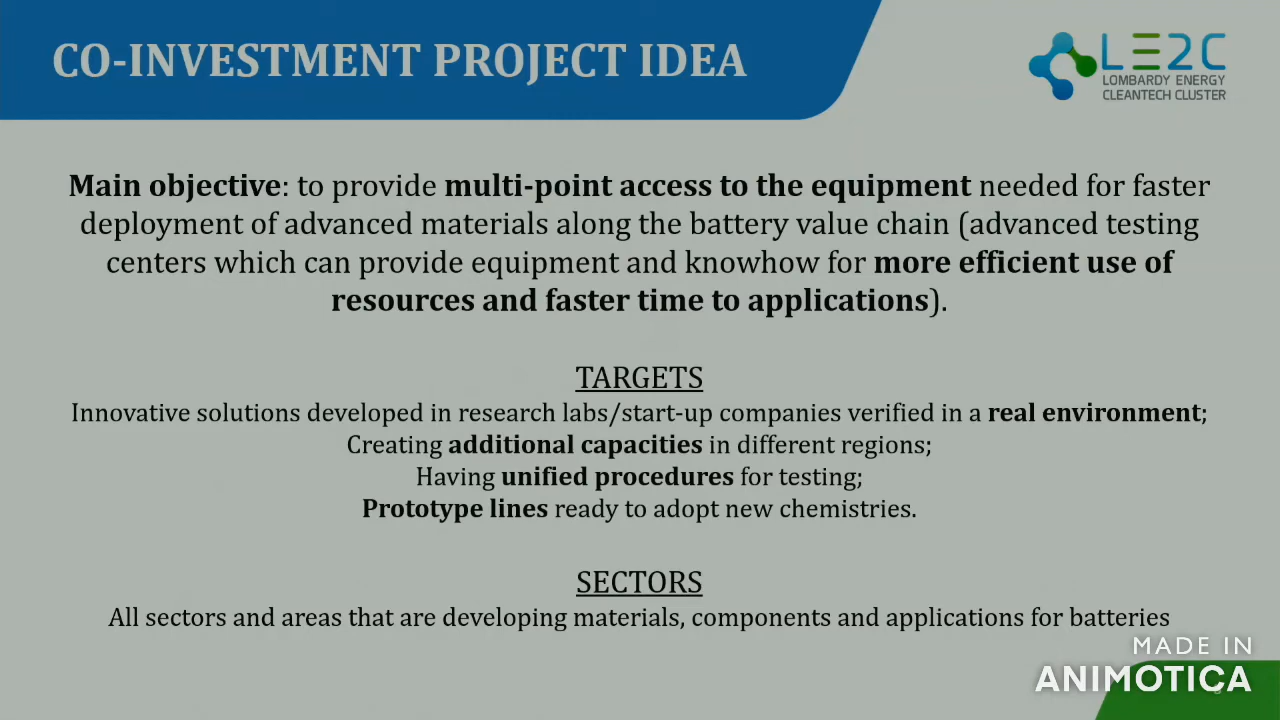 CO-INVESTMENT PROJECT IDEA
LE2C
LOMBARDY ENERGY
CLEANTECH CLUSTER
Main objective: to provide multi-point access to the equipment needed for faster
deployment of advanced materials along the battery value chain (advanced testing
centers which can provide equipment and knowhow for more efficient use of
resources and faster time to applications).
TARGETS
Innovative solutions developed in research labs/start-up companies verified in a real environment;
Creating additional capacities in different regions;
Having unified procedures for testing;
Prototype lines ready to adopt new chemistries.
SECTORS
All sectors and areas that are developing materials, components and applications for batteries
MADE IN
ANIMOTICA